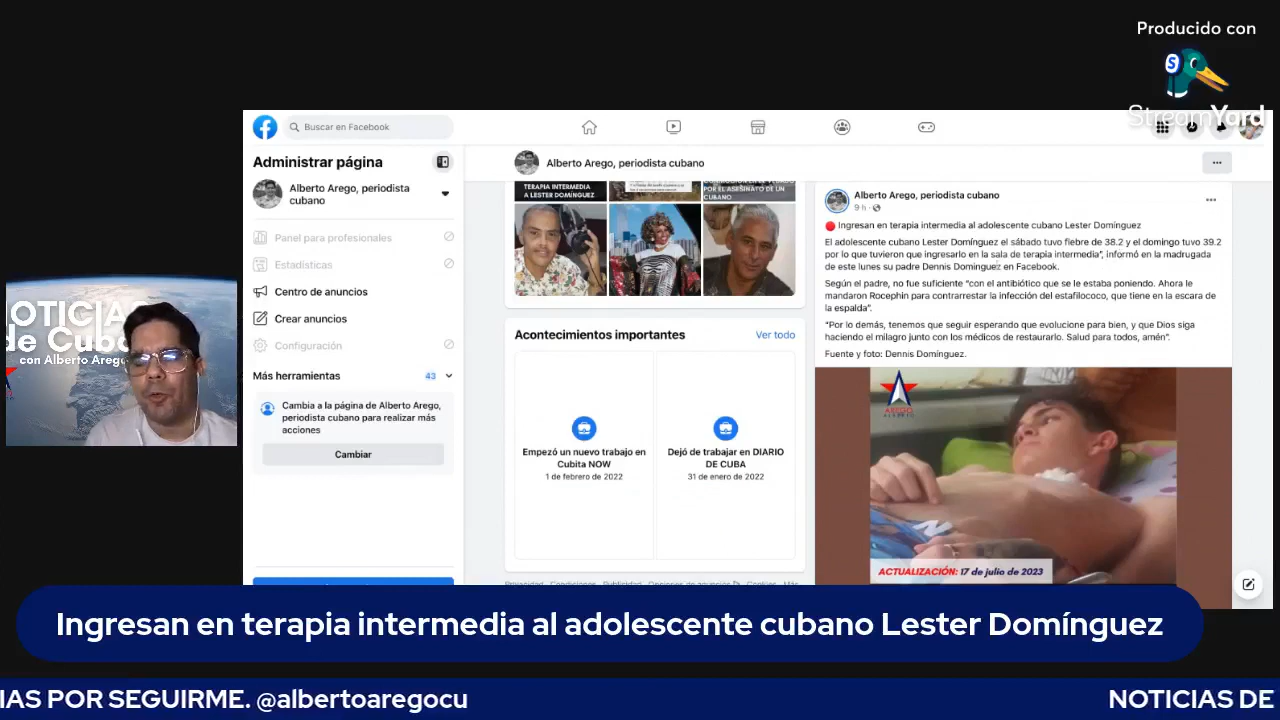 Producido con
StreamYard
Buscar en Facebook
Administrar página
Alberto Arego, periodista
cubano
Panel para profesionales
Estadísticas
Centro de anuncios
Crear anuncios
Configuración
Más herramientas
43
Cambia a la página de Alberto Arego,
periodista cubano para realizar más
acciones
Cambiar
Alberto Arego, periodista cubano
TERAPIA INTERMEDIA
A LESTER DOMÍNGUEZ
POR EL ASESINATO DE UN
CUBANO
Acontecimientos importantes
Ver todo
Empezó un nuevo trabajo en
Cubita NOW
1 de febrero de 2022
Dejó de trabajar en DIARIO
DE CUBA
31 de enero de 2022
Privacidad · Condiciones · Publicidad · Opciones de anuncios · Cookies · Más
Alberto Arego, periodista cubano
9 h ·
Ingresan en terapia intermedia al adolescente cubano Lester Domínguez
El adolescente cubano Lester Domínguez el sábado tuvo fiebre de 38.2 y el domingo tuvo 39.2
por lo que tuvieron que ingresarlo en la sala de terapia intermedia", informó en la madrugada
de este lunes su padre Dennis Dominguez en Facebook.
Según el padre, no fue suficiente "con el antibiótico que se le estaba poniendo. Ahora le
mandaron Rocephin para contrarrestar la infección del estafilococo, que tiene en la escara de
la espalda".
"Por lo demás, tenemos que seguir esperando que evolucione para bien, y que Dios siga
haciendo el milagro junto con los médicos de restaurarlo. Salud para todos, amén".
Fuente y foto: Dennis Domínguez.
ACTUALIZACIÓN: 17 de julio de 2023
OTICIAS
de Cuba
con Alberto Arego
Ingresan en terapia intermedia al adolescente cubano Lester Domínguez
IAS POR SEGUIRME. @albertoaregocu
NOTICIAS DE